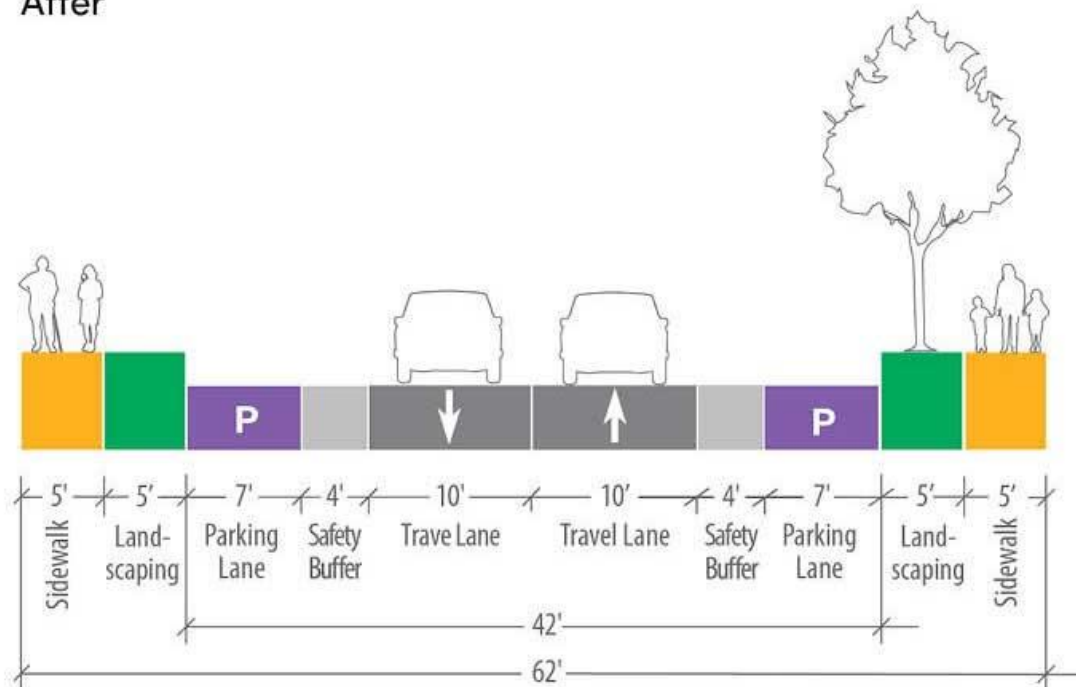 After
P
P
5' 5' 7' 4' 10' 10' 4' 7' 5' 5'
Sidewalk
Land-
scaping
Parking
Lane
Safety
Buffer
Trave Lane
Travel Lane
Safety
Buffer
Parking
Lane
Land-
scaping
Sidewalk
42'
62'